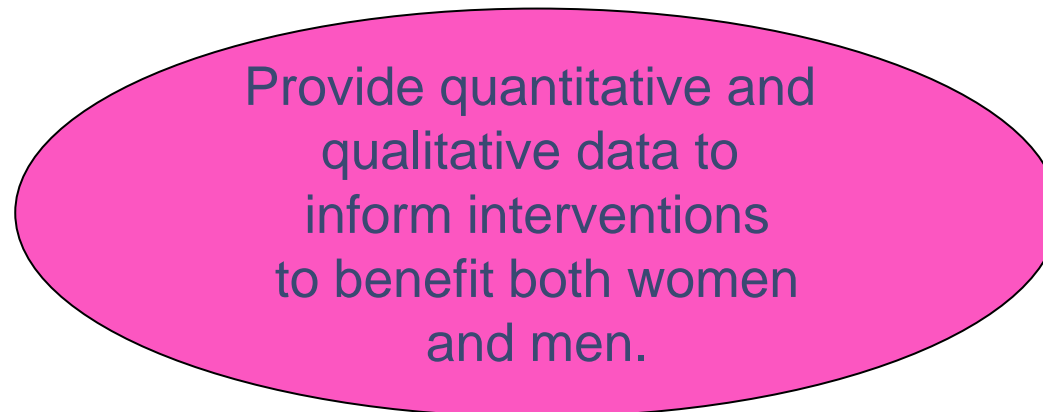 Provide quantitative and
qualitative data to
inform interventions
to benefit both women
and men.